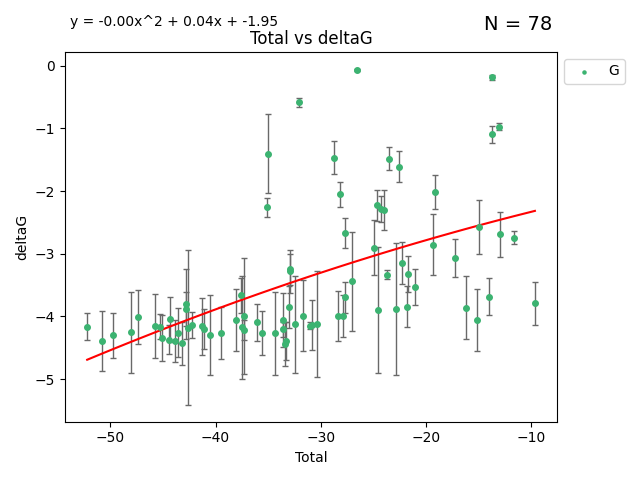 y = -0.00x^2 + 0.04x + -1.95
N = 78
Total vs deltaG
G
deltaG
0
−1
−2
−3
−4
−5
−50
−40
−30
−20
−10
Total